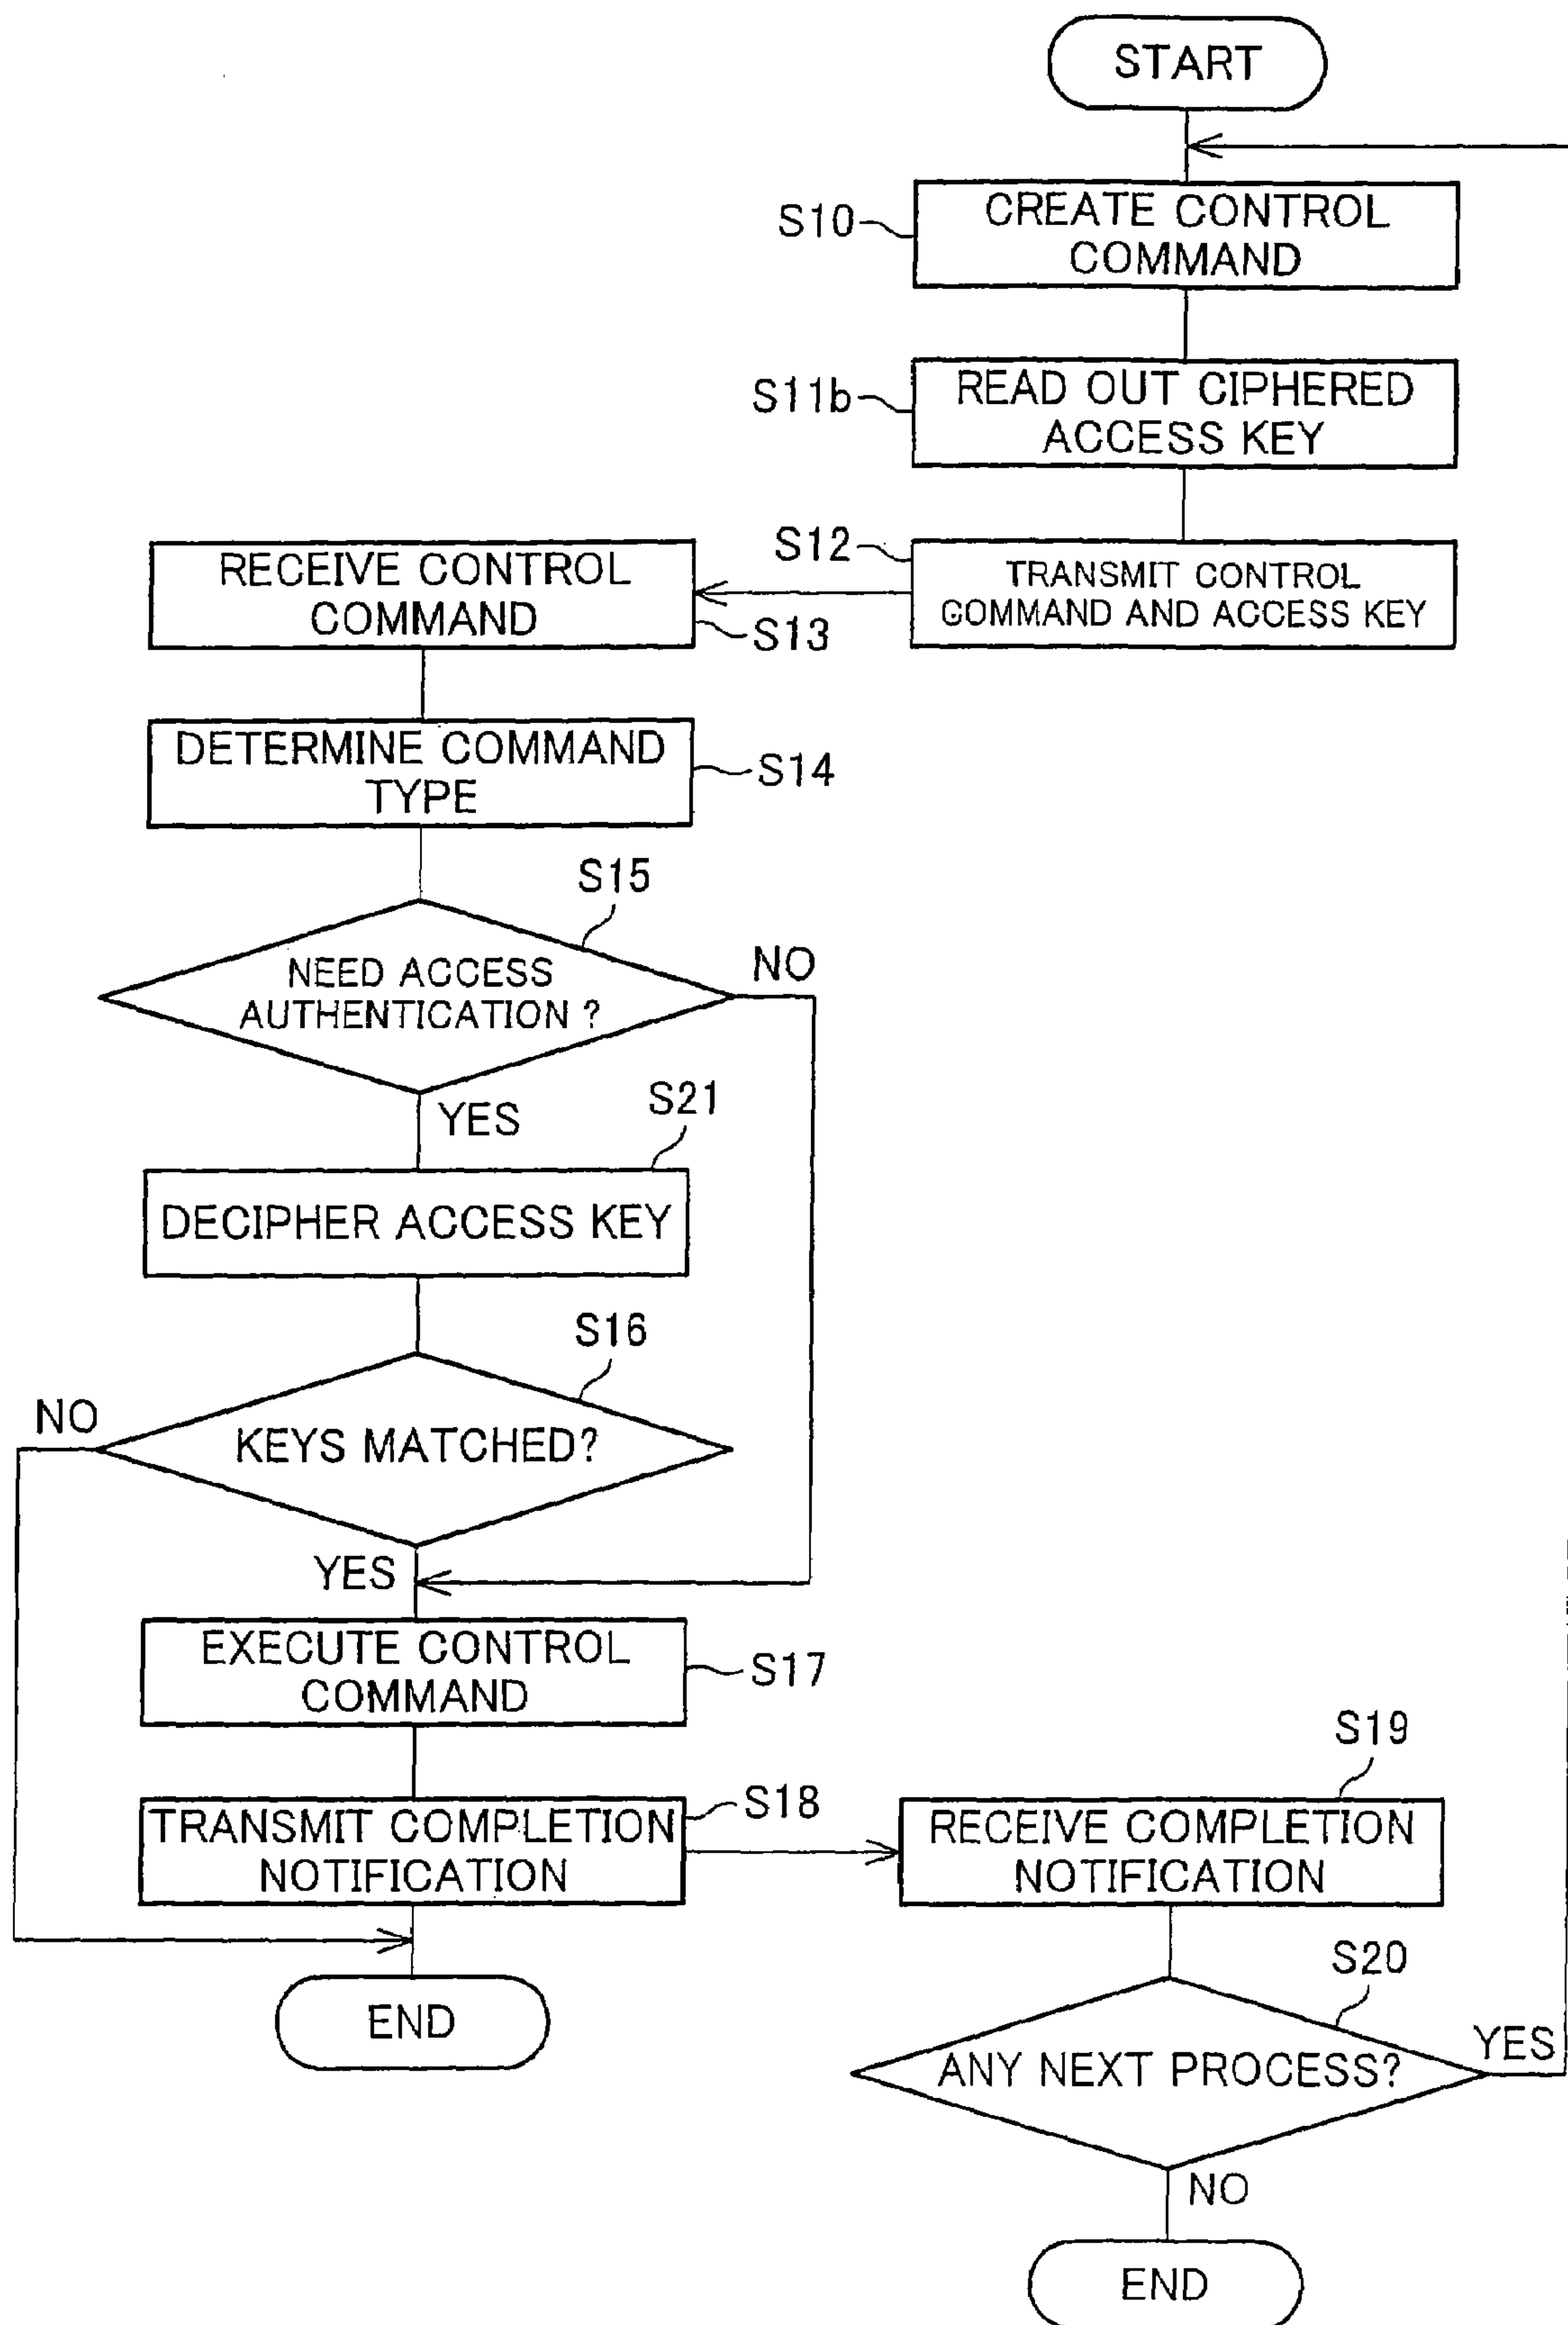 START
S10
CREATE CONTROL
COMMAND
S11b
READ OUT CIPHERED
ACCESS KEY
S12
TRANSMIT CONTROL
COMMAND AND ACCESS KEY
RECEIVE CONTROL
COMMAND
S13
DETERMINE COMMAND
TYPE
S14
S15
NEED ACCESS
AUTHENTICATION ?
NO
YES
S21
DECIPHER ACCESS KEY
S16
KEYS MATCHED?
NO
YES
EXECUTE CONTROL
COMMAND
S17
TRANSMIT COMPLETION
NOTIFICATION
S18
S19
RECEIVE COMPLETION
NOTIFICATION
END
S20
ANY NEXT PROCESS?
YES
NO
END